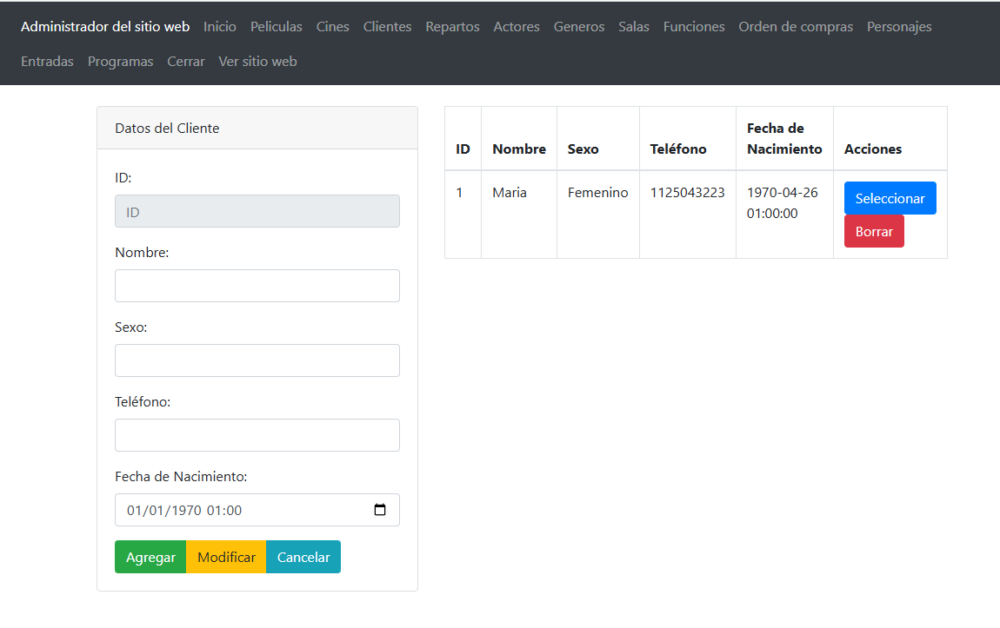 Administrador del sitio web Inicio Peliculas Cines Clientes Repartos Actores Generos Salas Funciones Orden de compras Personajes
Entradas Programas Cerrar Ver sitio web
Datos del Cliente
ID:
ID
Nombre:
Sexo:
Teléfono:
Fecha de Nacimiento:
01/01/1970 01:00
Agregar Modificar Cancelar
Fecha de
ID Nombre Sexo Teléfono Nacimiento Acciones
1 Maria Femenino 1125043223 1970-04-26 Seleccionar
01:00:00
Borrar